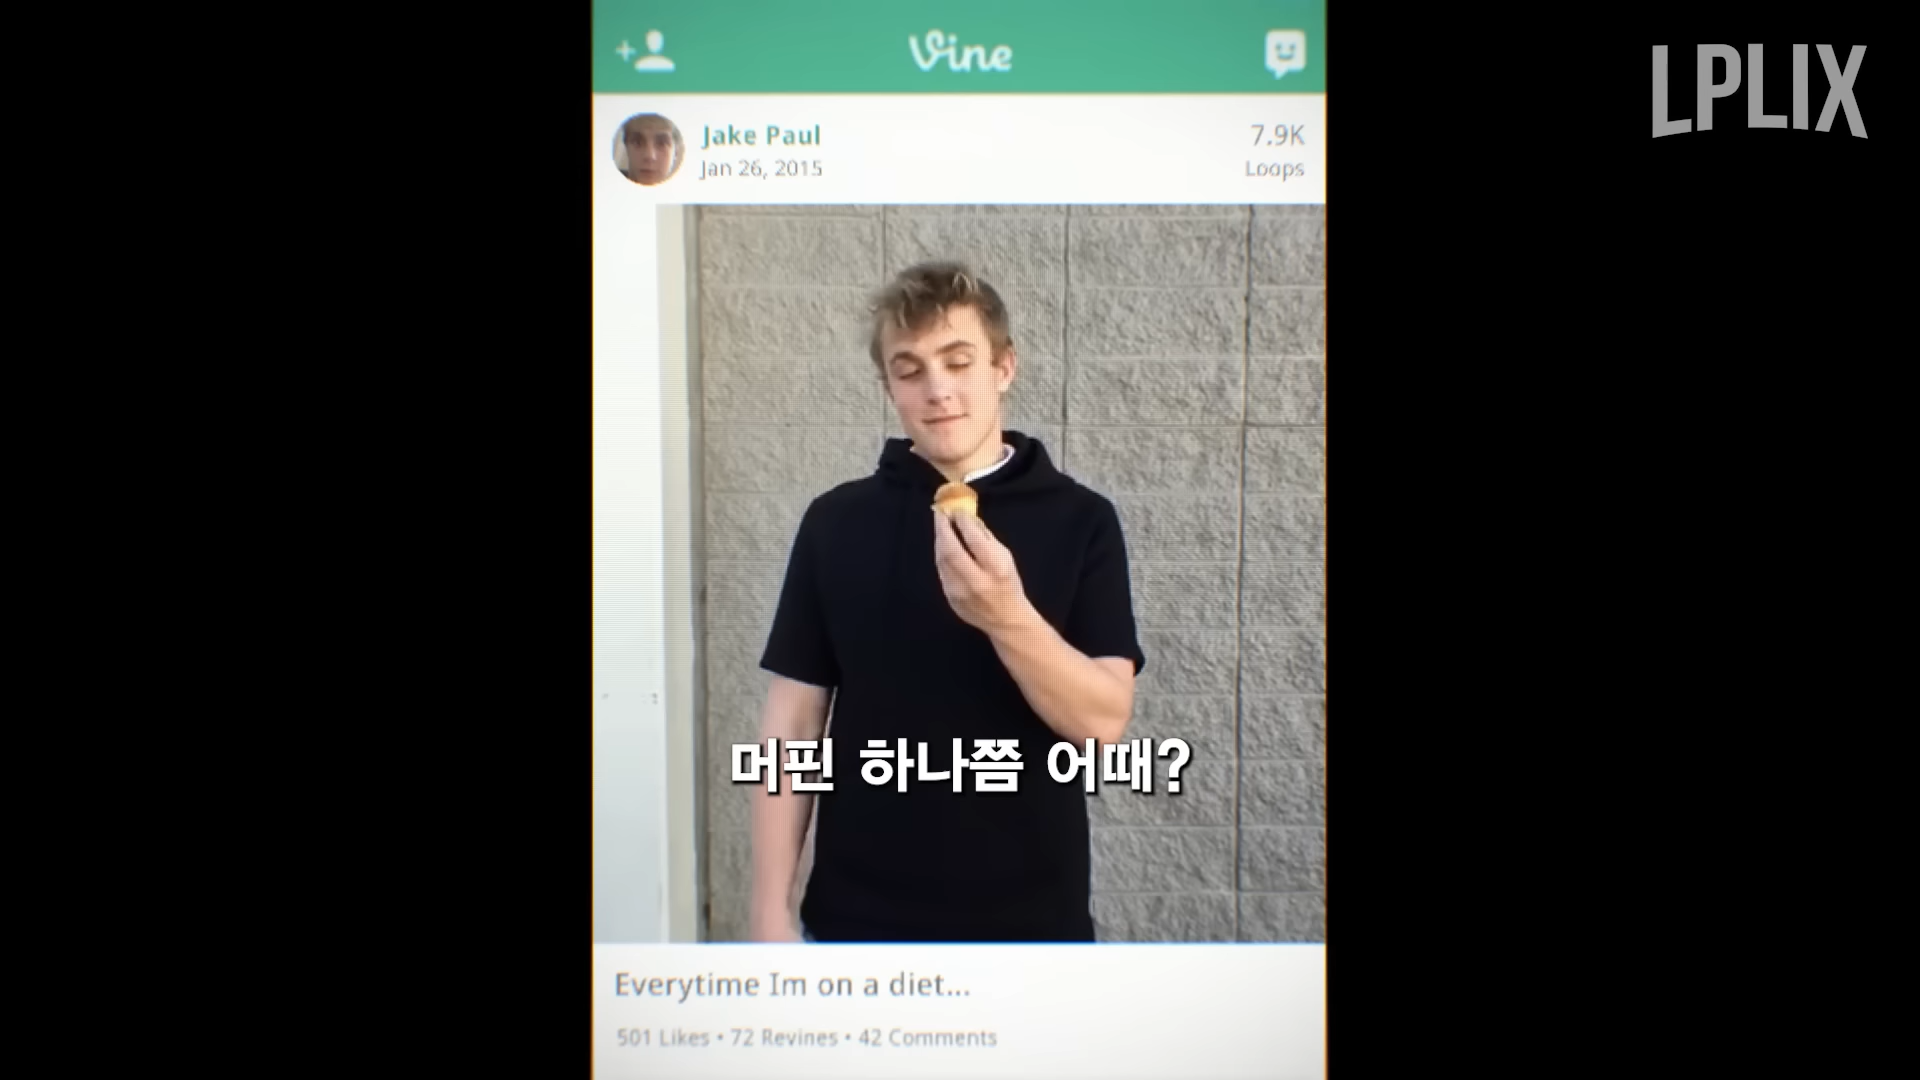 Vine
LPLIX
Jake Paul
7.9K
Jan 26, 2015
Loops
머핀 하나쯤 어때?
Everytime Im on a diet...
501 Likes • 72 Revines • 42 Comments